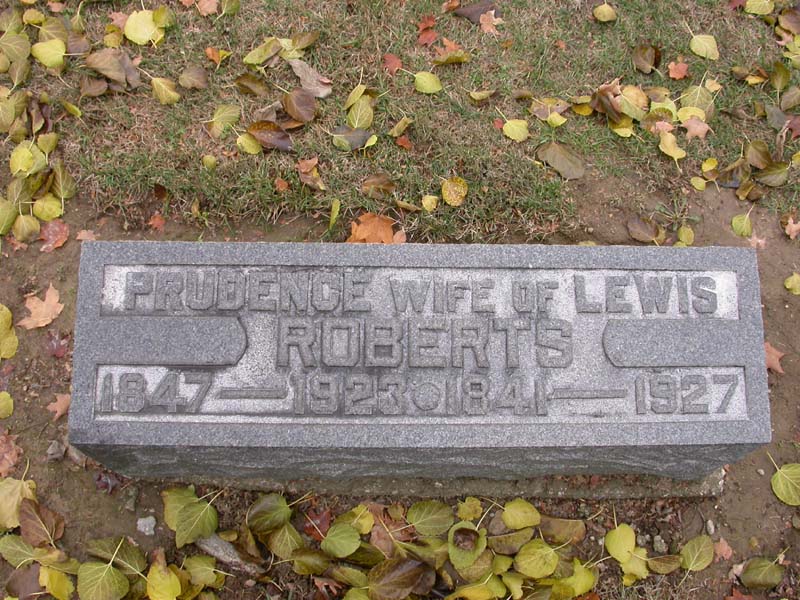 PRUDENCE WIFE OF LEWIS
ROBERTS
1847 — 1923 1841 — 1927